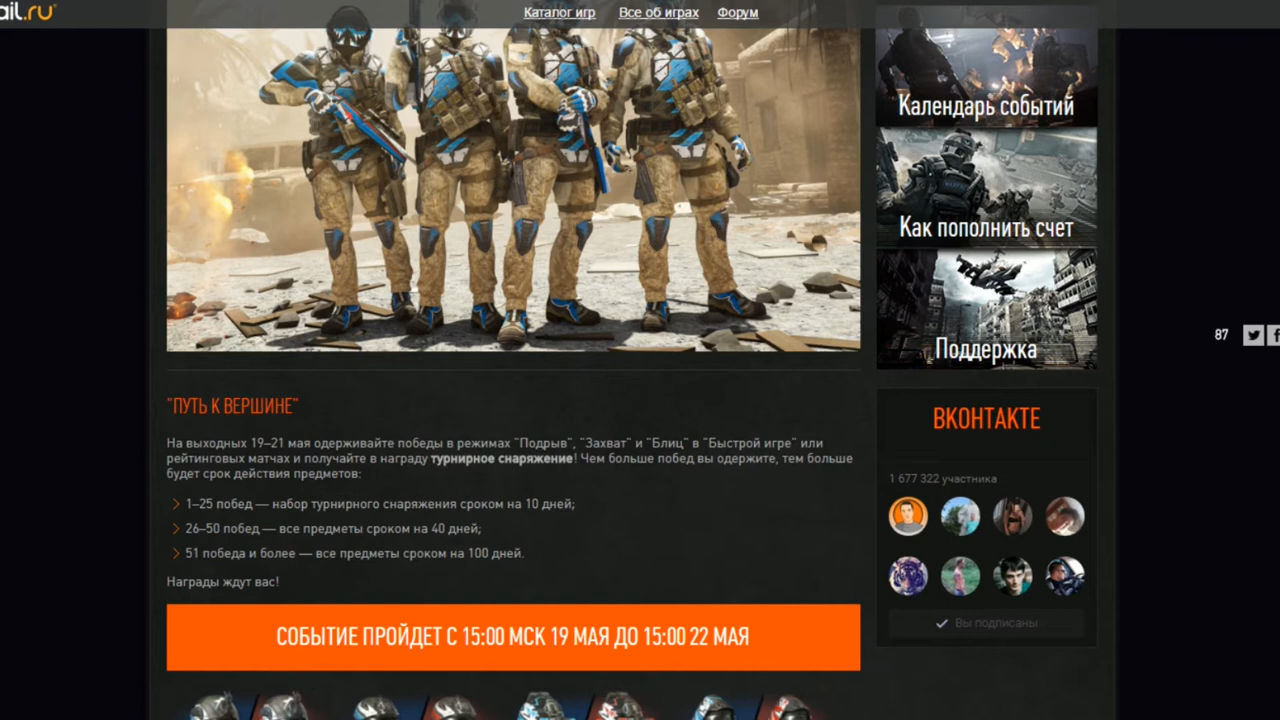 ail.ru
Каталог игр
Все об играх
Форум
Календарь событий
Как пополнить счет
Поддержка
87
"ПУТЬ К ВЕРШИНЕ"
На выходных 19–21 мая одерживайте победы в режимах "Подрыв", "Захват" и "Блиц" в "Быстрой игре" или
рейтинговых матчах и получайте в награду турнирное снаряжение! Чем больше побед вы одержите, тем больше
будет срок действия предметов:
1–25 побед — набор турнирного снаряжения сроком на 10 дней;
26–50 побед — все предметы сроком на 40 дней;
51 победа и более — все предметы сроком на 100 дней.
Награды ждут вас!
СОБЫТИЕ ПРОЙДЕТ С 15:00 МСК 19 МАЯ ДО 15:00 22 МАЯ
ВКОНТАКТЕ
1 677 322 участника
Вы подписаны